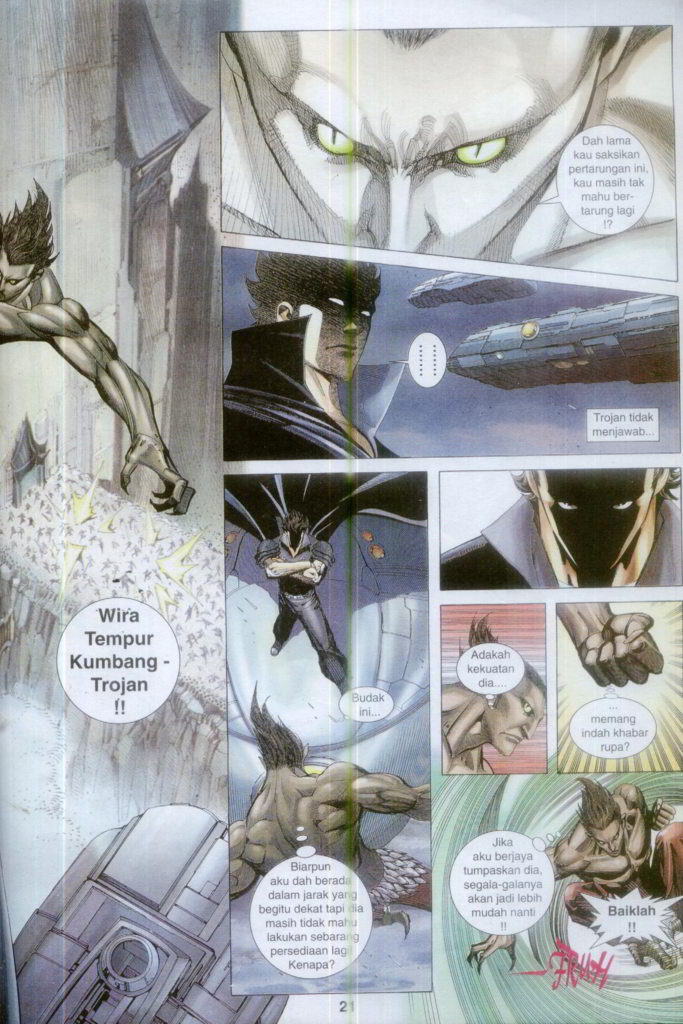 Dah lama
kau saksikan
pertarungan ini,
kau masih tak
mahu ber-
tarung lagi
!?
Trojan tidak
menjawab...
Wira
Tempur
Kumbang -
Trojan
!!
Budak
ini...
Biarpun
aku dah berada
dalam jarak yang
begitu dekat tapi dia
masih tidak mahu
lakukan sebarang
persediaan lagi!
Kenapa?
Adakah
kekuatan
dia....
...
memang
indah khabar
rupa?
Jika
aku berjaya
tumpaskan dia,
segala-galanya
akan jadi lebih
mudah nanti
!!
Baiklah
!!
21